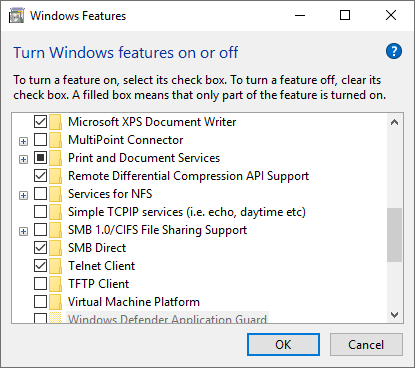 Windows Features
Turn Windows features on or off
?
To turn a feature on, select its check box. To turn a feature off, clear its
check box. A filled box means that only part of the feature is turned on.
Microsoft XPS Document Writer
MultiPoint Connector
Print and Document Services
Remote Differential Compression API Support
Services for NFS
Simple TCPIP services (i.e. echo, daytime etc)
SMB 1.0/CIFS File Sharing Support
SMB Direct
Telnet Client
TFTP Client
Virtual Machine Platform
Windows Defender Application Guard
OK
Cancel